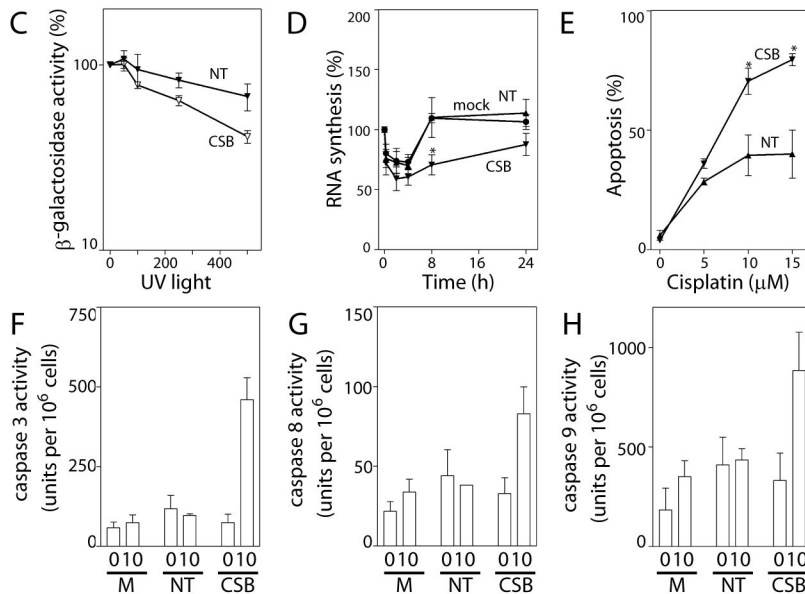 C
β-galactosidase activity (%)
100
10
NT
CSB
0
200
400
UV light
D
RNA synthesis (%)
200
150
100
50
0
mock
NT
*
CSB
0
8
16
24
Time (h)
E
Apoptosis (%)
100
50
0
CSB
*
*
NT
0
5
10
15
Cisplatin (μM)
F
caspase 3 activity
(units per 10⁶ cells)
750
500
250
0
010
010
010
M
NT
CSB
G
caspase 8 activity
(units per 10⁶ cells)
150
100
50
0
010
010
010
M
NT
CSB
H
caspase 9 activity
(units per 10⁶ cells)
1000
500
0
010
010
010
M
NT
CSB